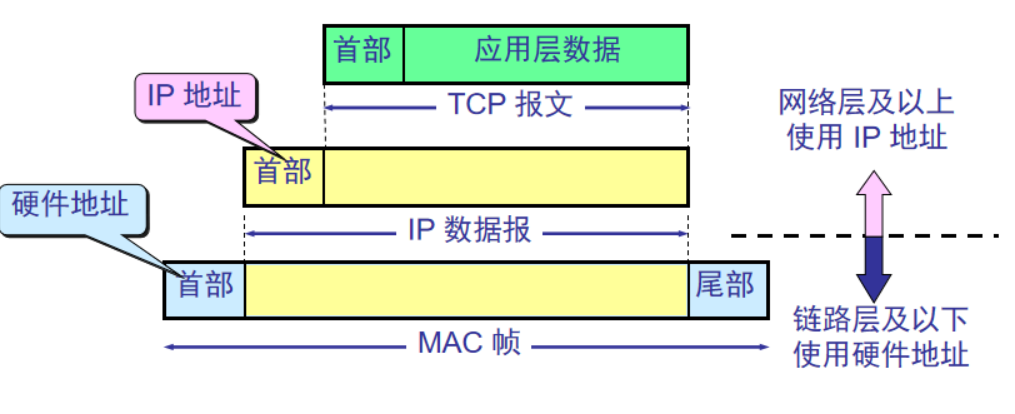 首部
应用层数据
IP 地址
TCP 报文
网络层及以上
使用 IP 地址
首部
硬件地址
IP 数据报
首部
尾部
链路层及以下
使用硬件地址
MAC 帧